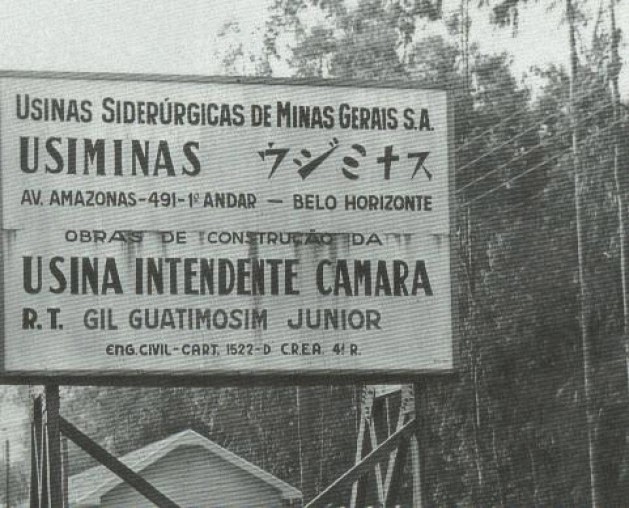 USINAS SIDERÚRGICAS DE MINAS GERAIS S.A.
USIMINAS ウジミナス
AV. AMAZONAS-491-1º ANDAR — BELO HORIZONTE
OBRAS DE CONSTRUÇÃO DA
USINA INTENDENTE CAMARA
R.T. GIL GUATIMOSIM JUNIOR
ENG.CIVIL-CART. 1522-D C.R.E.A. 4ª R.